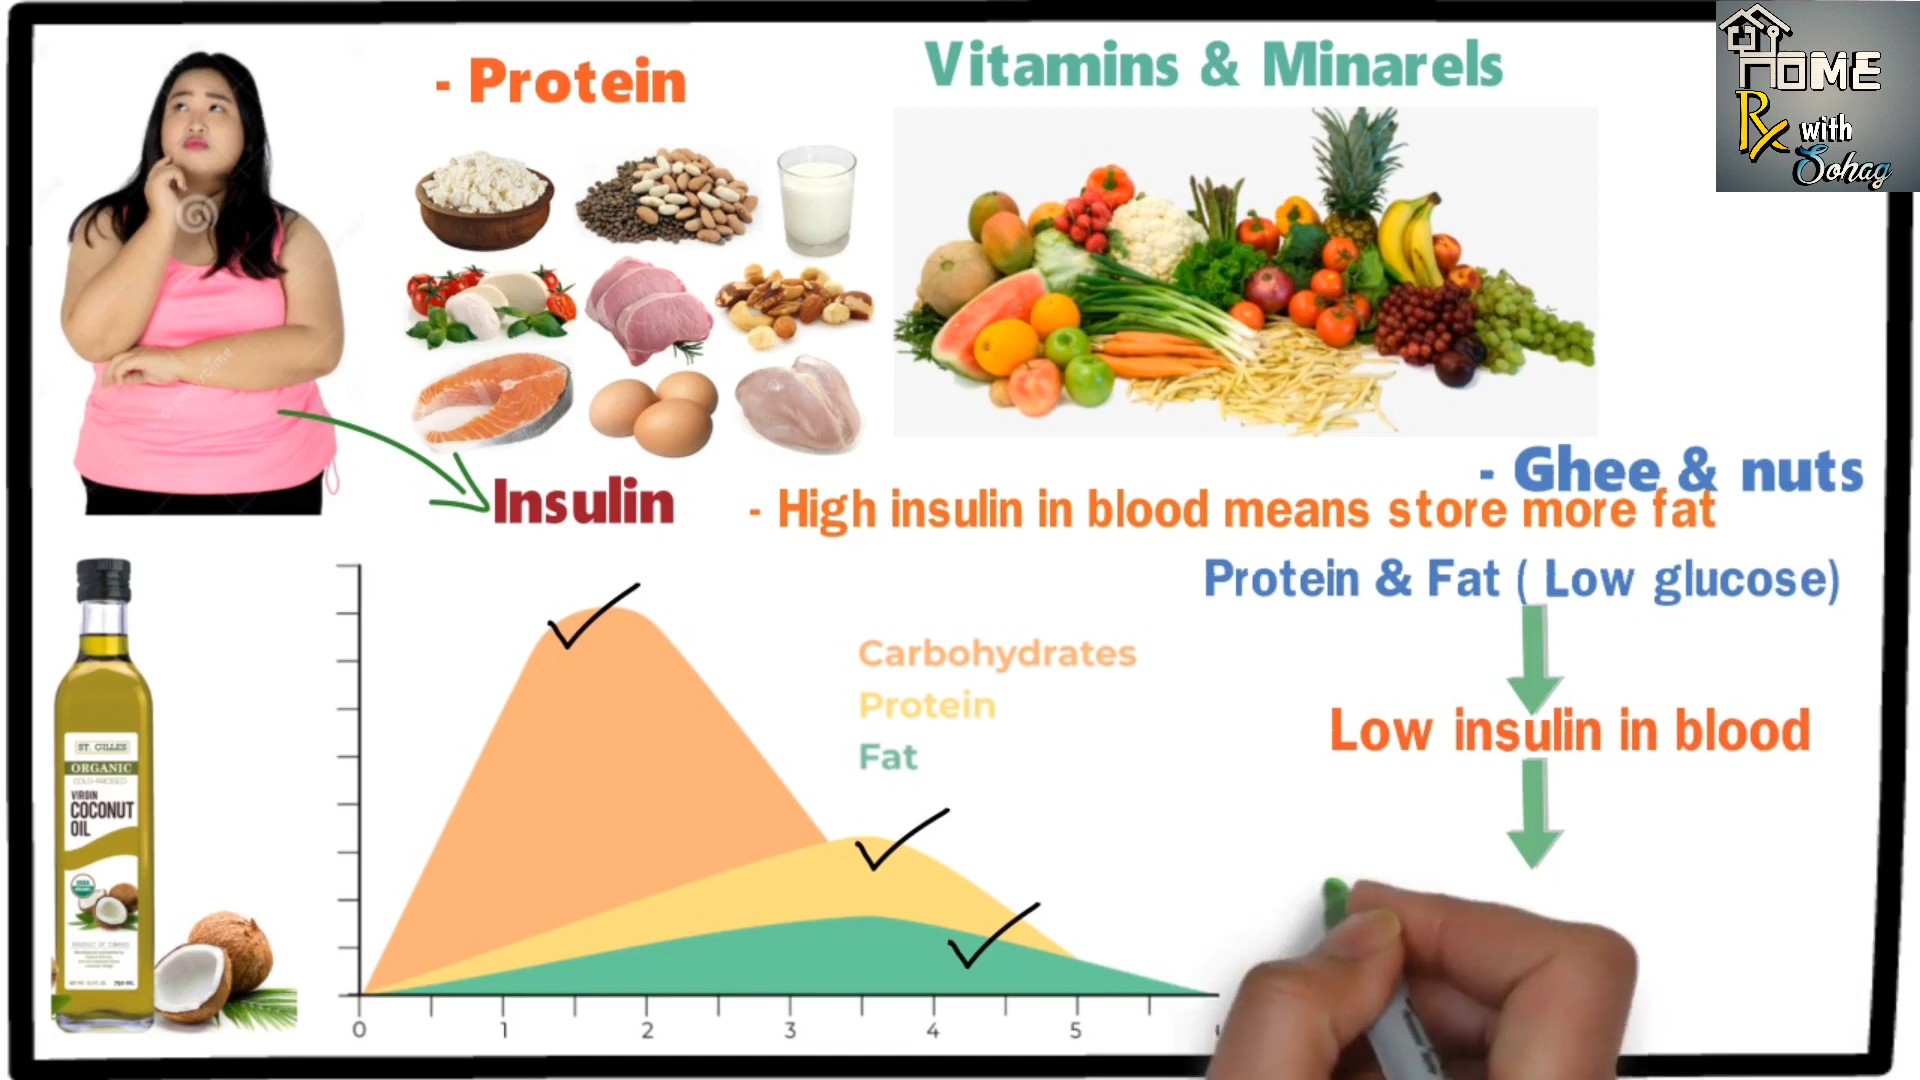 - Protein
Vitamins & Minarels
HOME
Rx with
Sohag
- Ghee & nuts
Insulin
- High insulin in blood means store more fat
Protein & Fat ( Low glucose)
Low insulin in blood
Carbohydrates
Protein
Fat
ST. GILLES
ORGANIC
COLD-PRESSED
VIRGIN
COCONUT
OIL
0 1 2 3 4 5